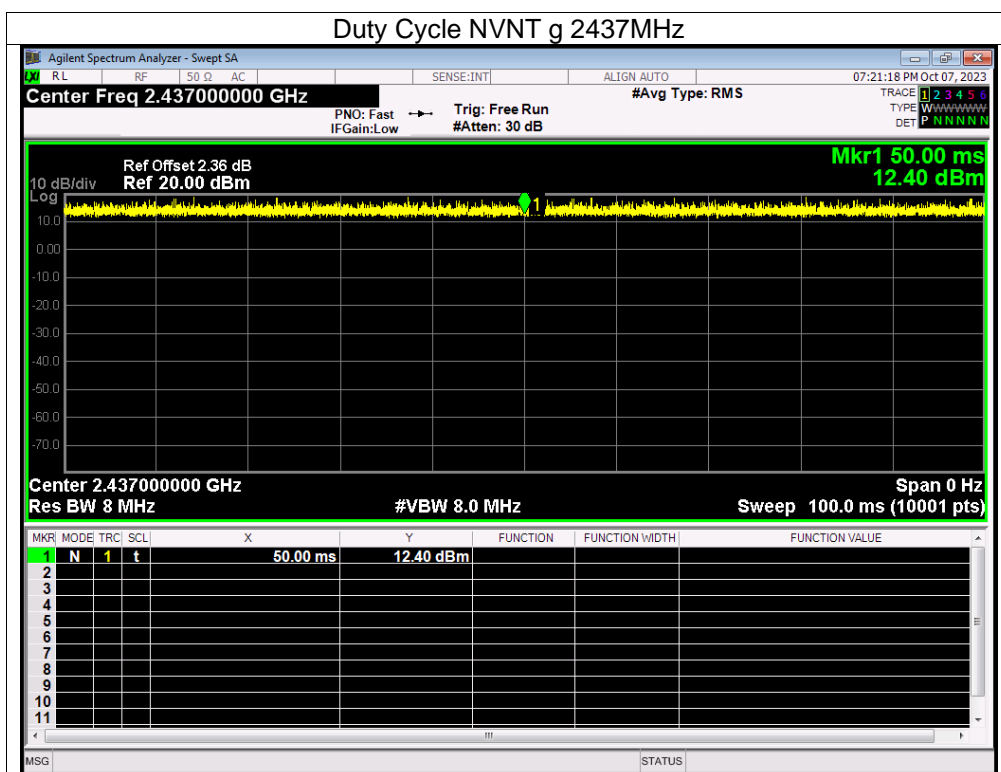 Duty Cycle NVNT g 2437MHz
Agilent Spectrum Analyzer - Swept SA
LXI RL RF 50 Ω AC SENSE:INT ALIGN AUTO 07:21:18 PM Oct 07, 2023
Center Freq 2.437000000 GHz #Avg Type: RMS TRACE 1 2 3 4 5 6
PNO: Fast Trig: Free Run TYPE WWWWWWW
IFGain:Low #Atten: 30 dB DET P N N N N N
Mkr1 50.00 ms
Ref Offset 2.36 dB
10 dB/div Ref 20.00 dBm 12.40 dBm
Log
1
10.0
0.00
-10.0
-20.0
-30.0
-40.0
-50.0
-60.0
-70.0
Center 2.437000000 GHz Span 0 Hz
Res BW 8 MHz #VBW 8.0 MHz Sweep 100.0 ms (10001 pts)
MKR MODE TRC SCL X Y FUNCTION FUNCTION WIDTH FUNCTION VALUE
1 N 1 t 50.00 ms 12.40 dBm
2
3
4
5
6
7
8
9
10
11
MSG STATUS